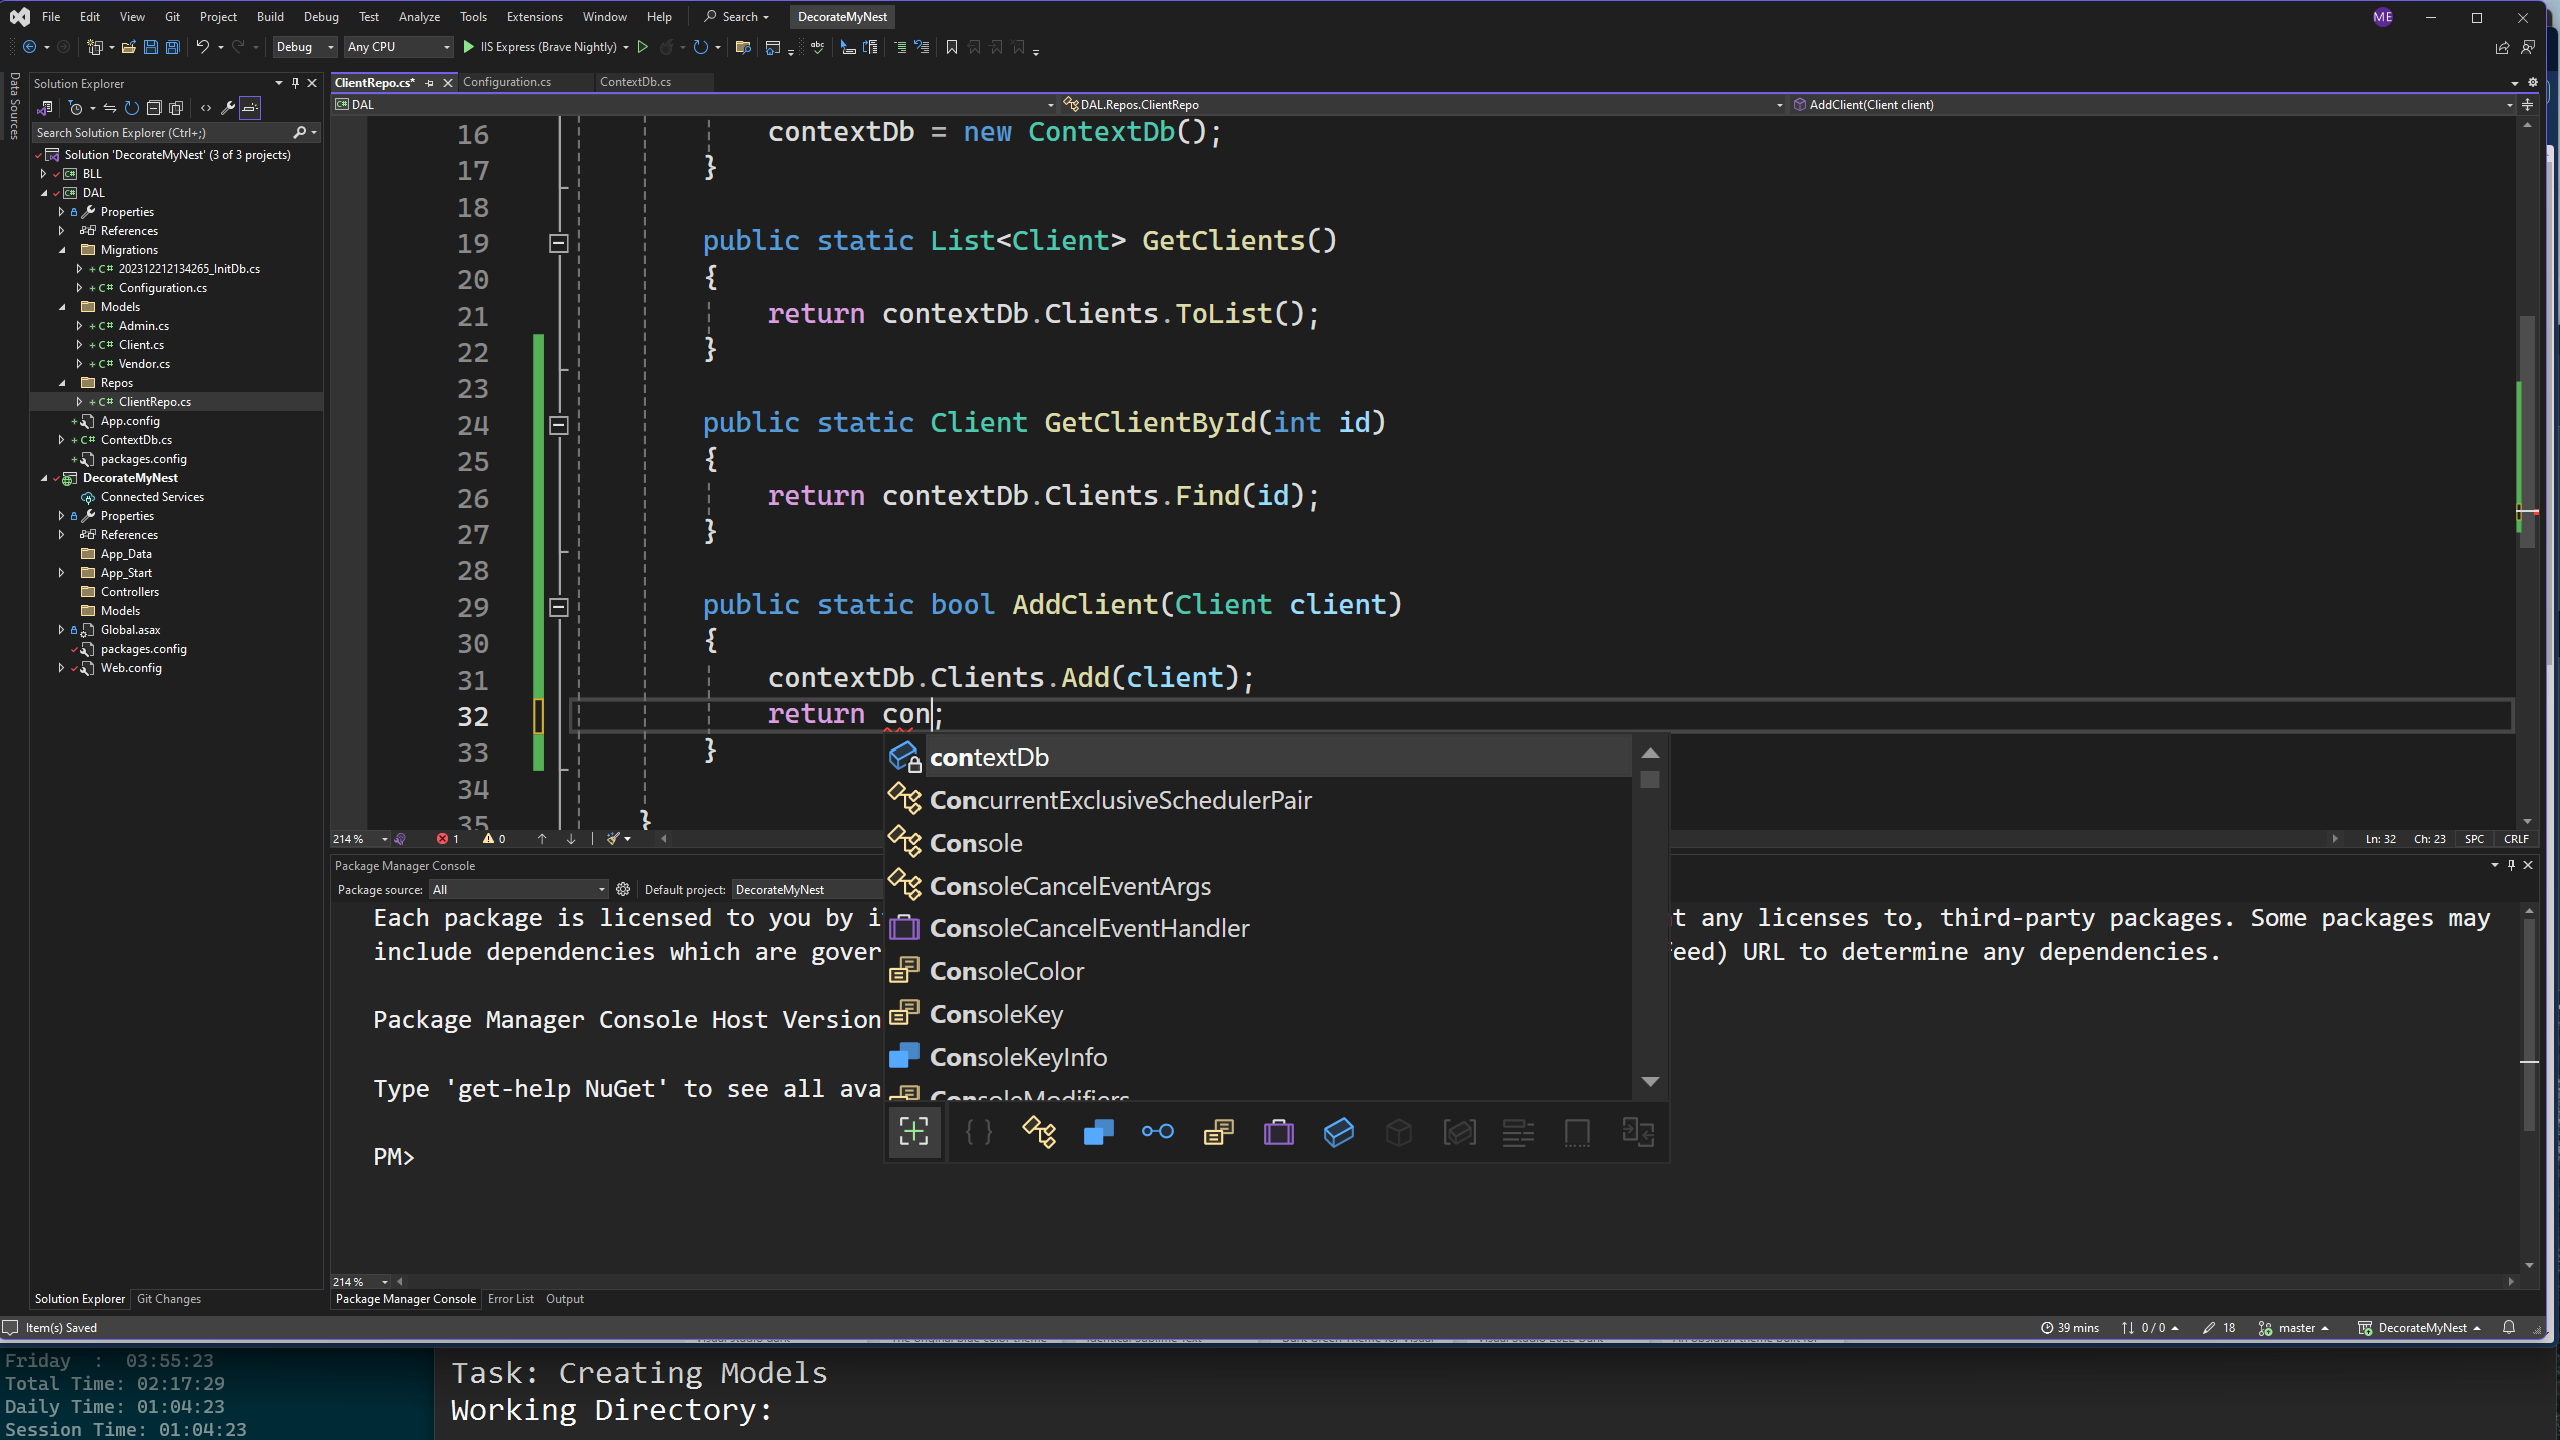 File Edit View Git Project Build Debug Test Analyze Tools Extensions Window Help Search DecorateMyNest ME
Debug Any CPU IIS Express (Brave Nightly)
Data Sources
Solution Explorer
Search Solution Explorer (Ctrl+;)
Solution 'DecorateMyNest' (3 of 3 projects)
BLL
DAL
Properties
References
Migrations
202312212134265_InitDb.cs
Configuration.cs
Models
Admin.cs
Client.cs
Vendor.cs
Repos
ClientRepo.cs
App.config
ContextDb.cs
packages.config
DecorateMyNest
Connected Services
Properties
References
App_Data
App_Start
Controllers
Models
Global.asax
packages.config
Web.config
Solution Explorer Git Changes
ClientRepo.cs* Configuration.cs ContextDb.cs
DAL DAL.Repos.ClientRepo AddClient(Client client)
16 contextDb = new ContextDb();
17 }
18
19 public static List<Client> GetClients()
20 {
21 return contextDb.Clients.ToList();
22 }
23
24 public static Client GetClientById(int id)
25 {
26 return contextDb.Clients.Find(id);
27 }
28
29 public static bool AddClient(Client client)
30 {
31 contextDb.Clients.Add(client);
32 return con;
33 }
34
35 }
contextDb
ConcurrentExclusiveSchedulerPair
Console
ConsoleCancelEventArgs
ConsoleCancelEventHandler
ConsoleColor
ConsoleKey
ConsoleKeyInfo
ConsoleModifiers
214 % 1 0 Ln: 32 Ch: 23 SPC CRLF
Package Manager Console
Package source: All Default project: DecorateMyNest
Each package is licensed to you by i t any licenses to, third-party packages. Some packages may
include dependencies which are gover feed) URL to determine any dependencies.
Package Manager Console Host Version
Type 'get-help NuGet' to see all ava
PM>
214 %
Package Manager Console Error List Output
Item(s) Saved 39 mins 0 / 0 18 master DecorateMyNest
Friday : 03:55:23
Total Time: 02:17:29
Daily Time: 01:04:23
Session Time: 01:04:23
Task: Creating Models
Working Directory: